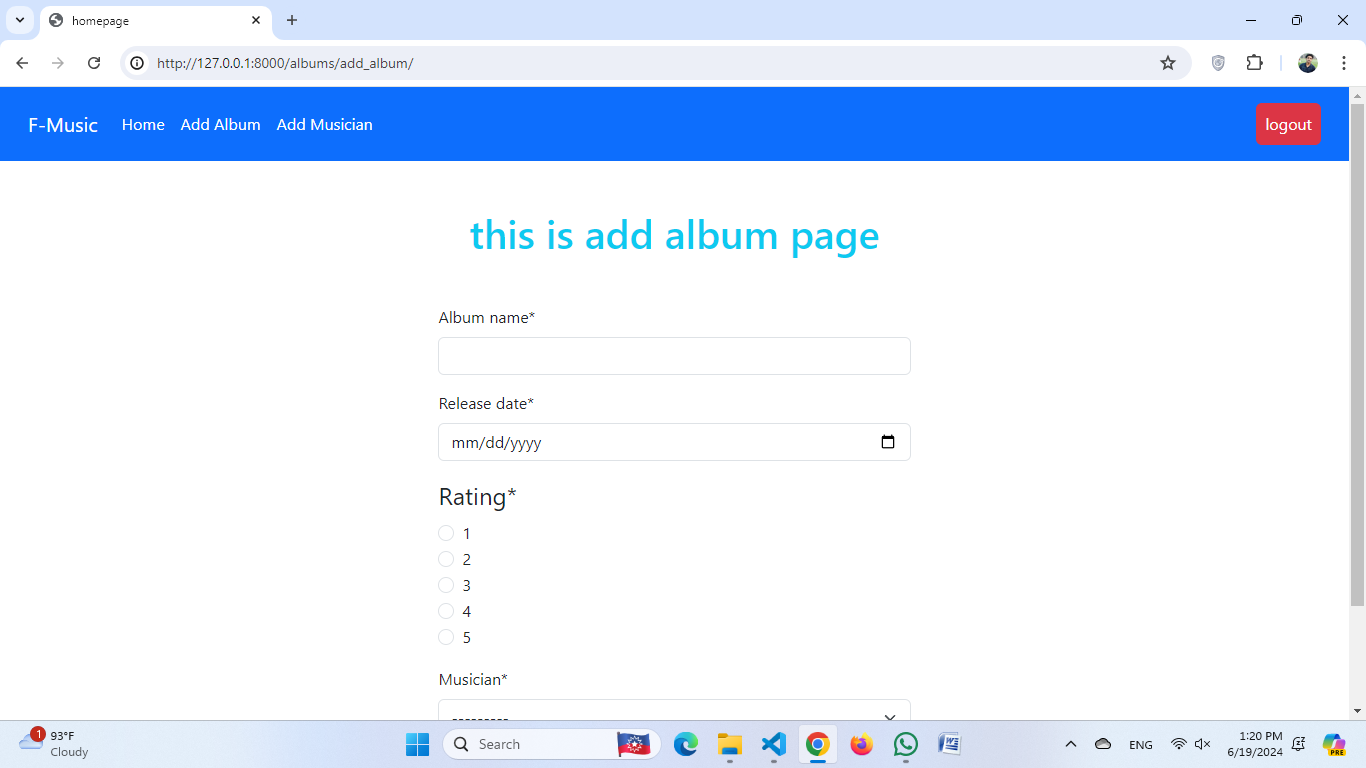 homepage
http://127.0.0.1:8000/albums/add_album/
F-Music Home Add Album Add Musician logout
this is add album page
Album name*
Release date*
mm/dd/yyyy
Rating*
1
2
3
4
5
Musician*
---------
1
93°F
Cloudy
Search
ENG
1:20 PM
6/19/2024
PRE